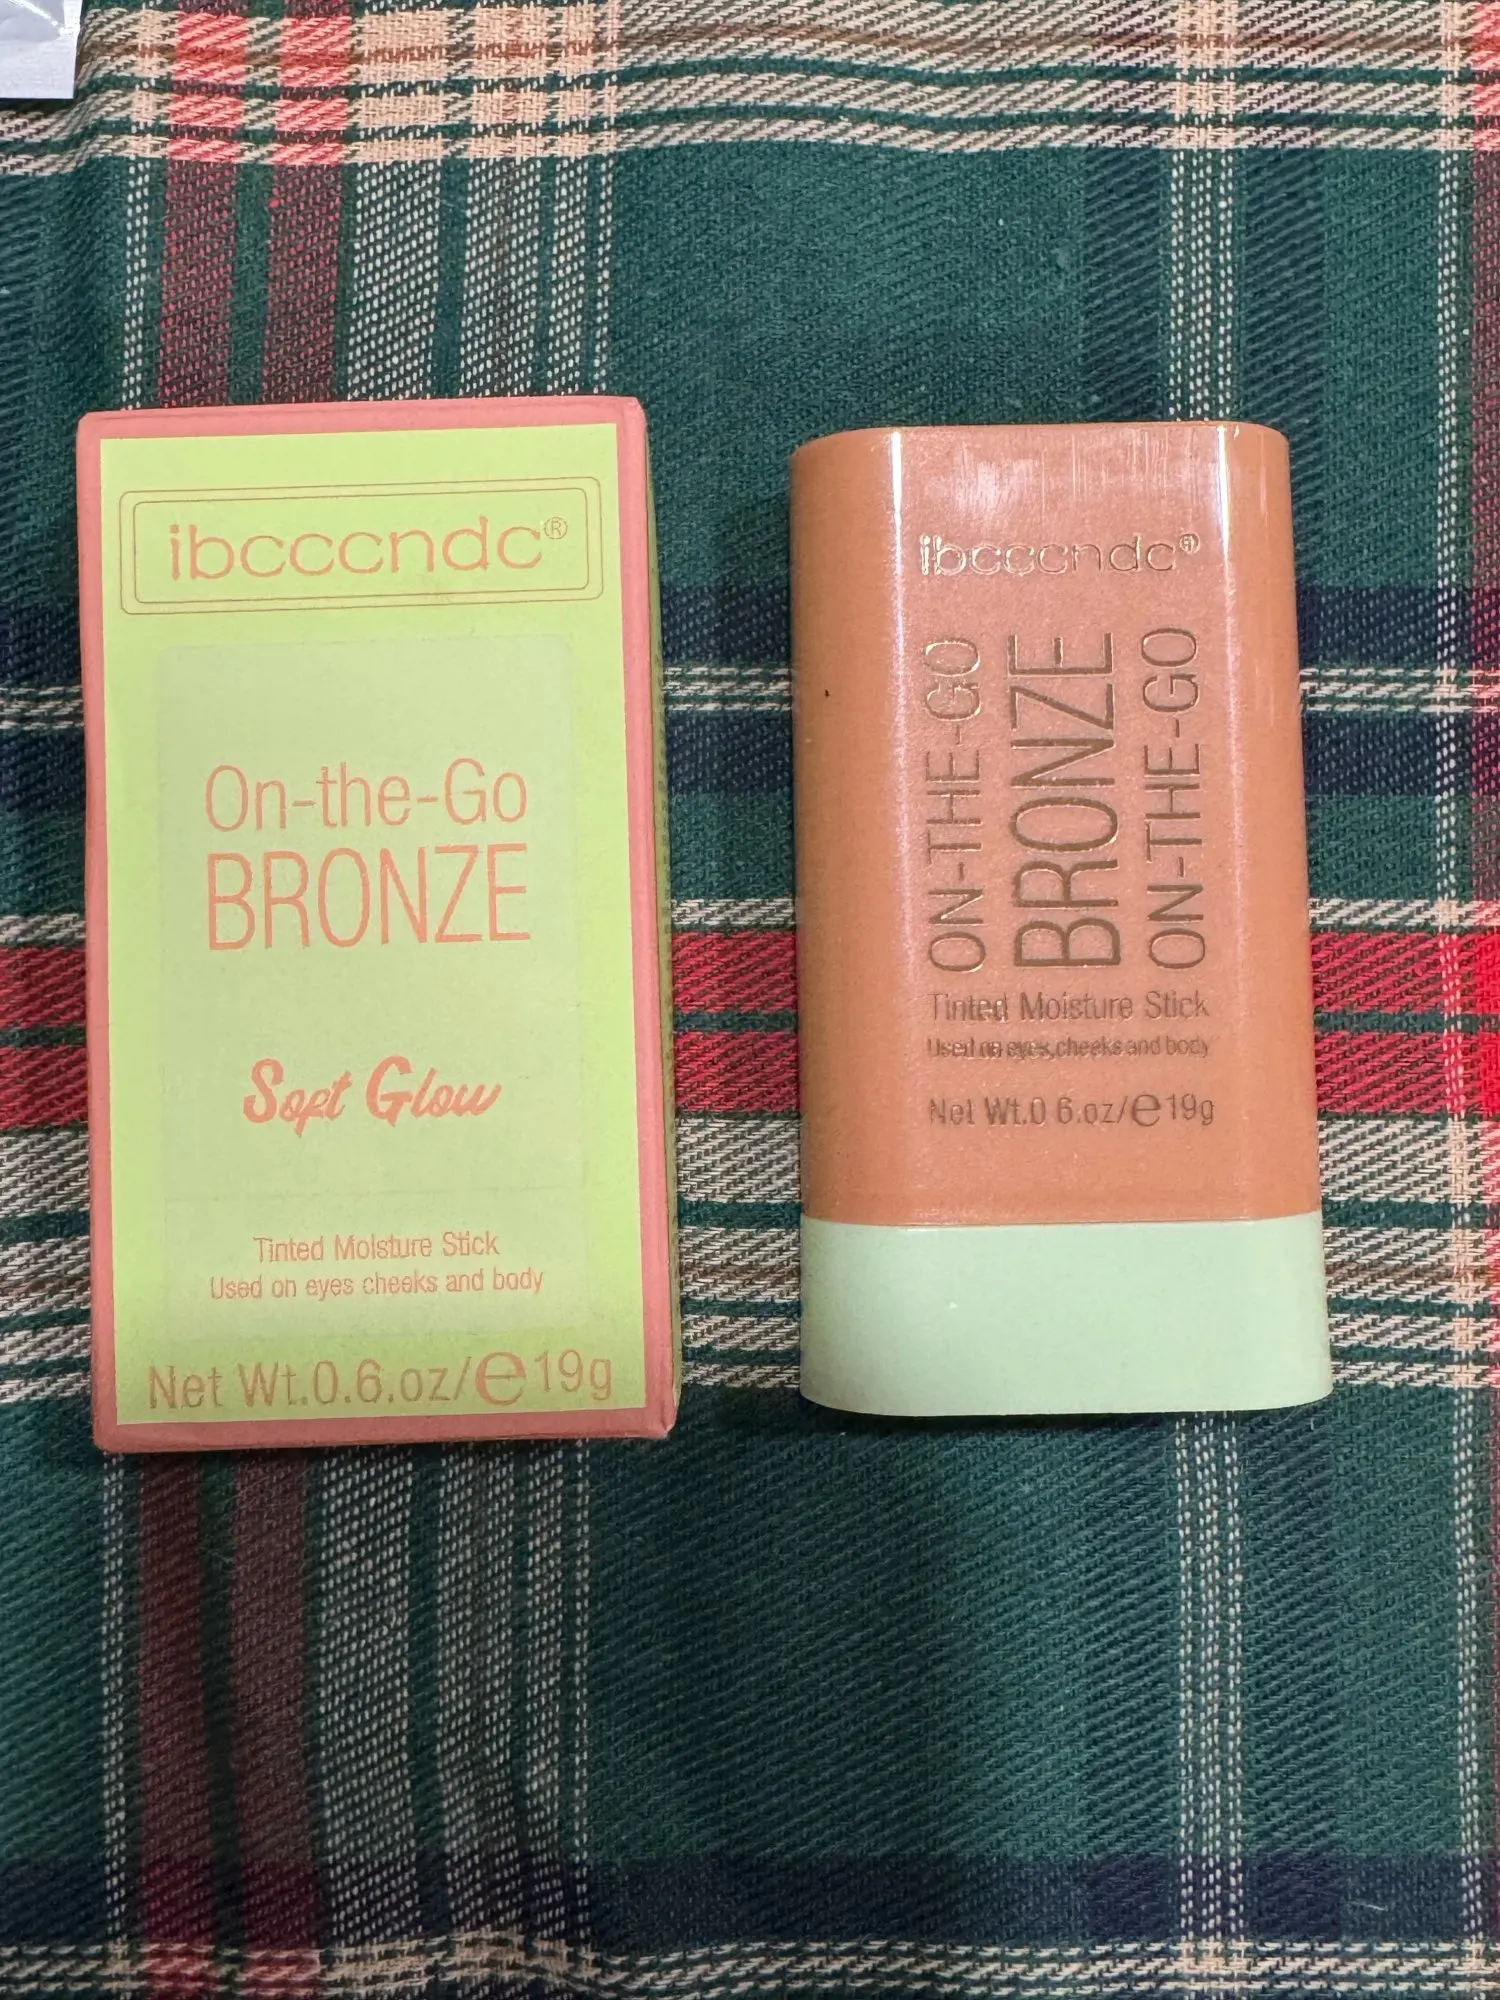 ibcccndc®
On-the-Go
BRONZE
Soft Glow
Tinted Moisture Stick
Used on eyes cheeks and body
Net Wt.0.6.oz/℮19g
ibcccndc®
ON-THE-GO
BRONZE
ON-THE-GO
Tinted Moisture Stick
Used on eyes,cheeks and body
Net Wt.0 6.oz/℮19g